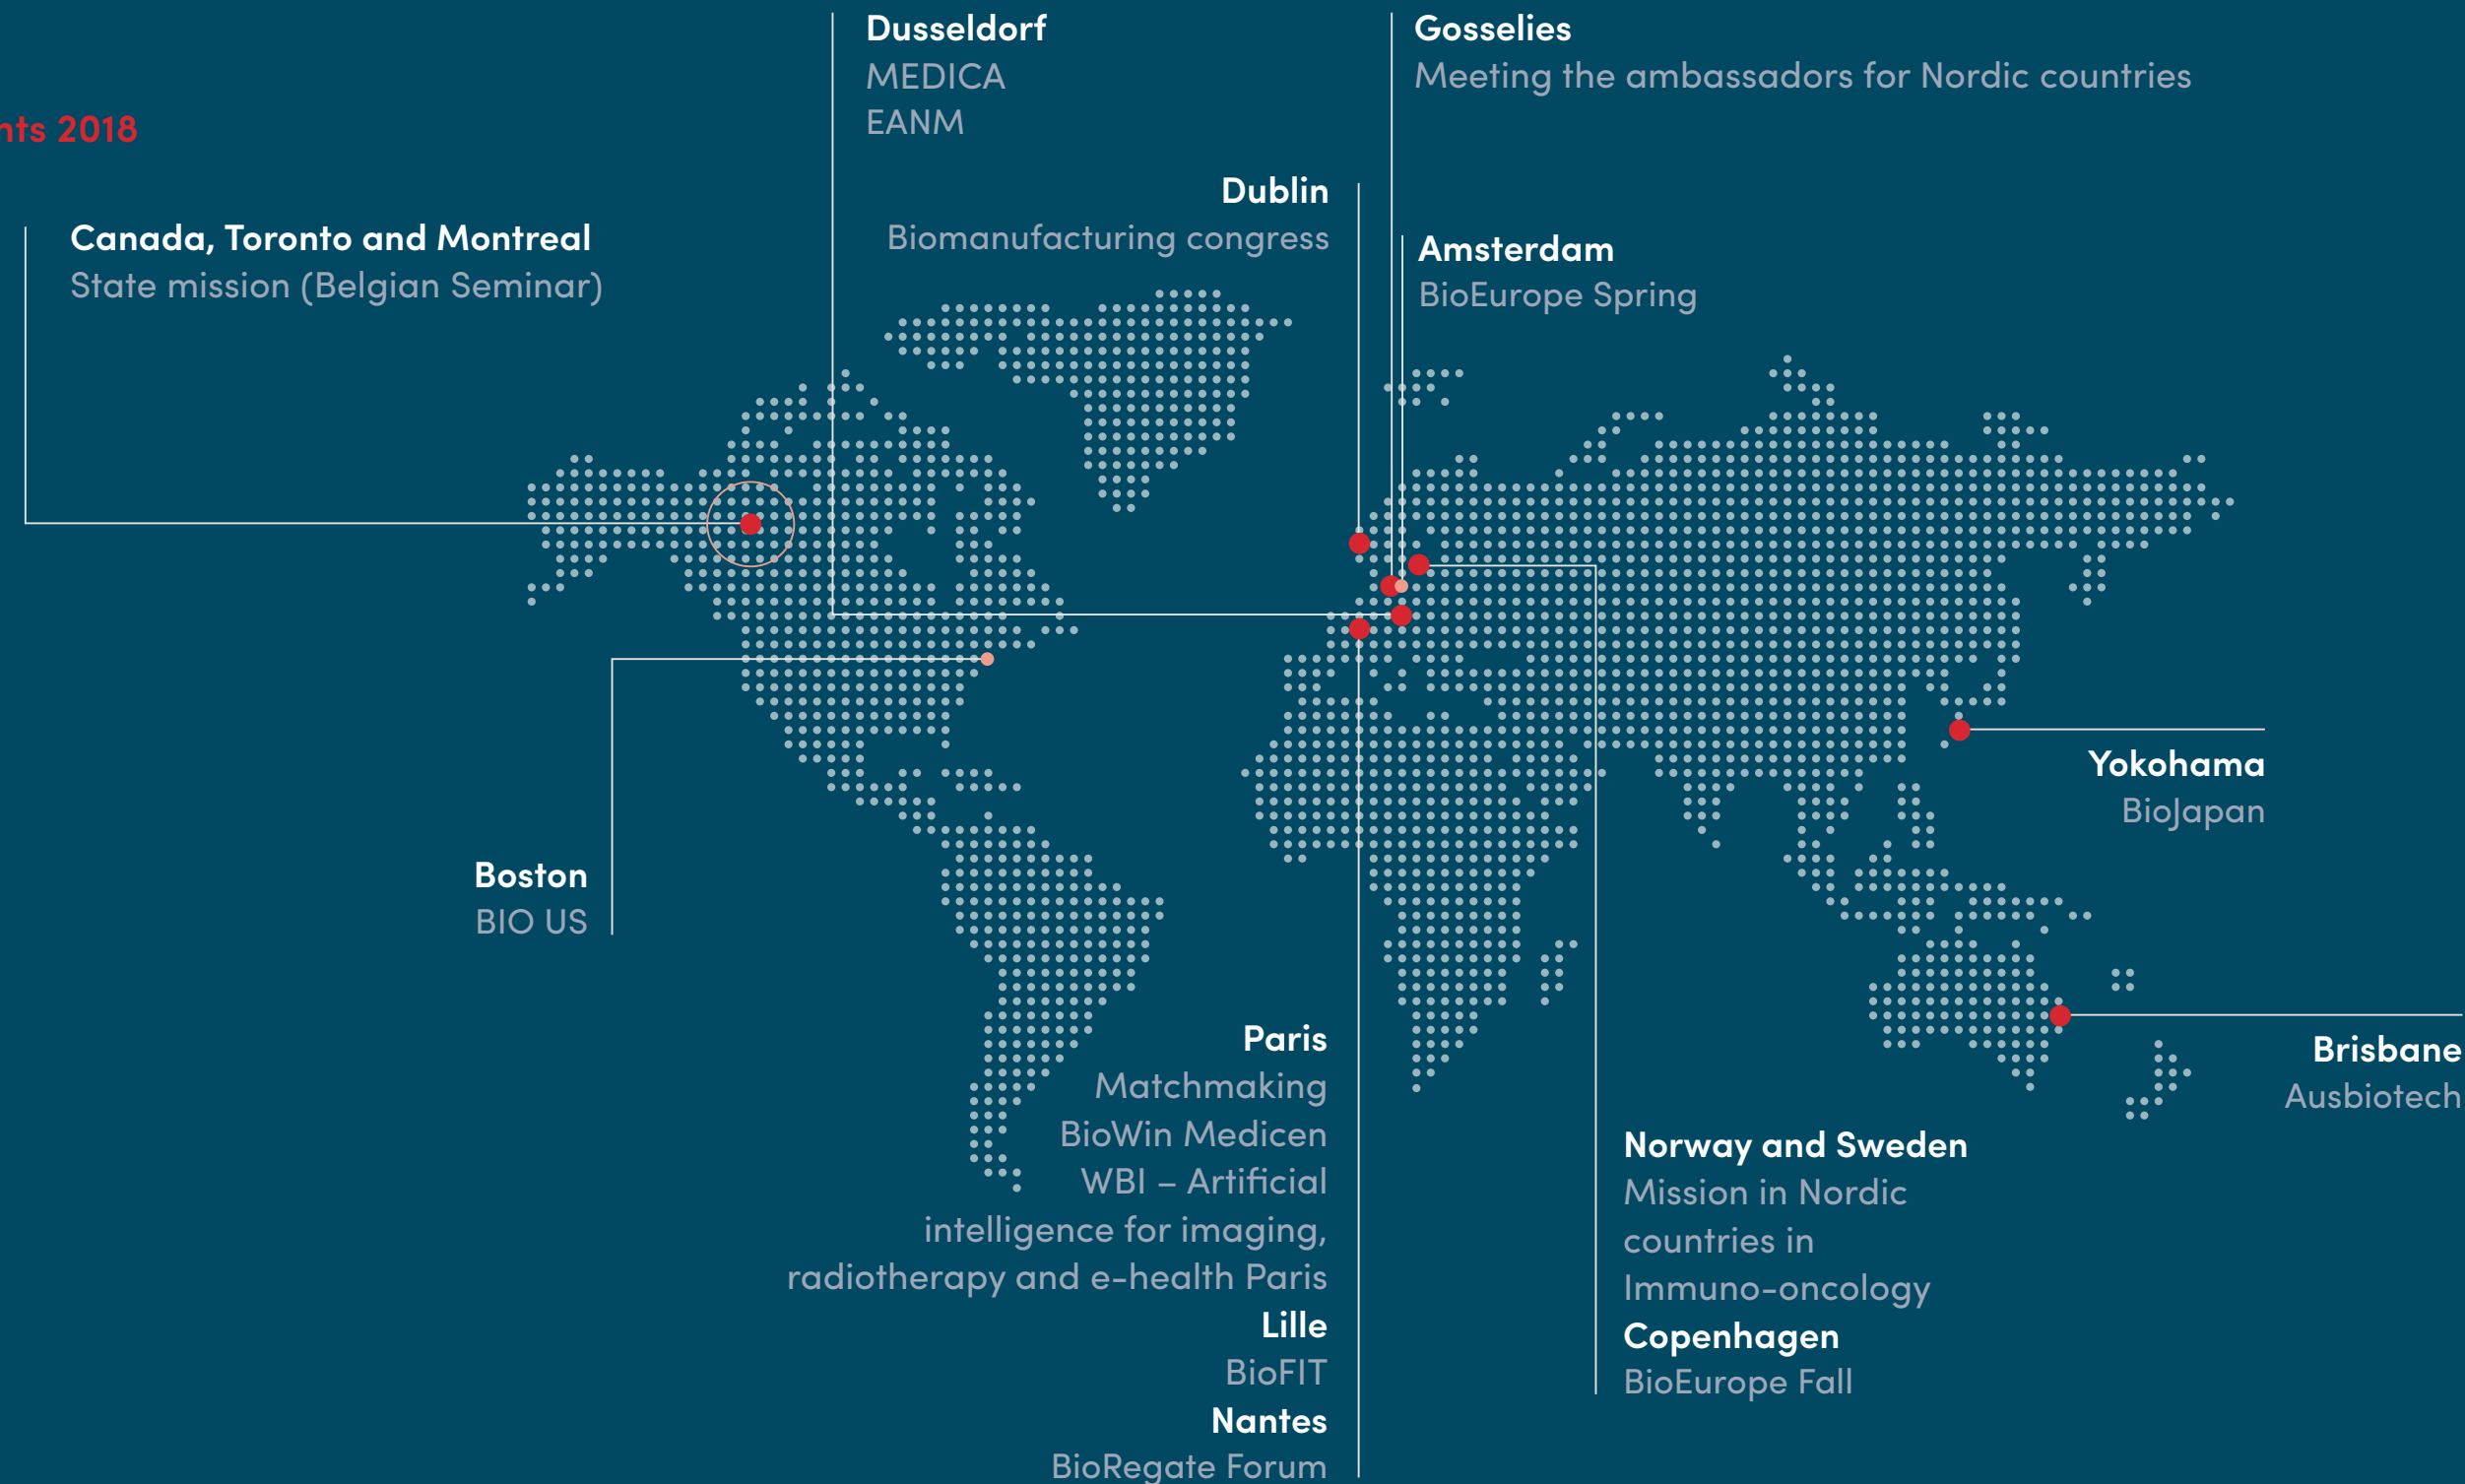 Dusseldorf
MEDICA
EANM
Gosselies
Meeting the ambassadors for Nordic countries
2018
Dublin
Biomanufacturing congress
Canada, Toronto and Montreal
State mission (Belgian Seminar)
Amsterdam
BioEurope Spring
Yokohama
BioJapan
Boston
BIO US
Paris
Matchmaking
BioWin Medicen
WBI – Artificial
intelligence for imaging,
radiotherapy and e-health Paris
Lille
BioFIT
Nantes
BioRegate Forum
Brisbane
Ausbiotech
Norway and Sweden
Mission in Nordic
countries in
Immuno-oncology
Copenhagen
BioEurope Fall